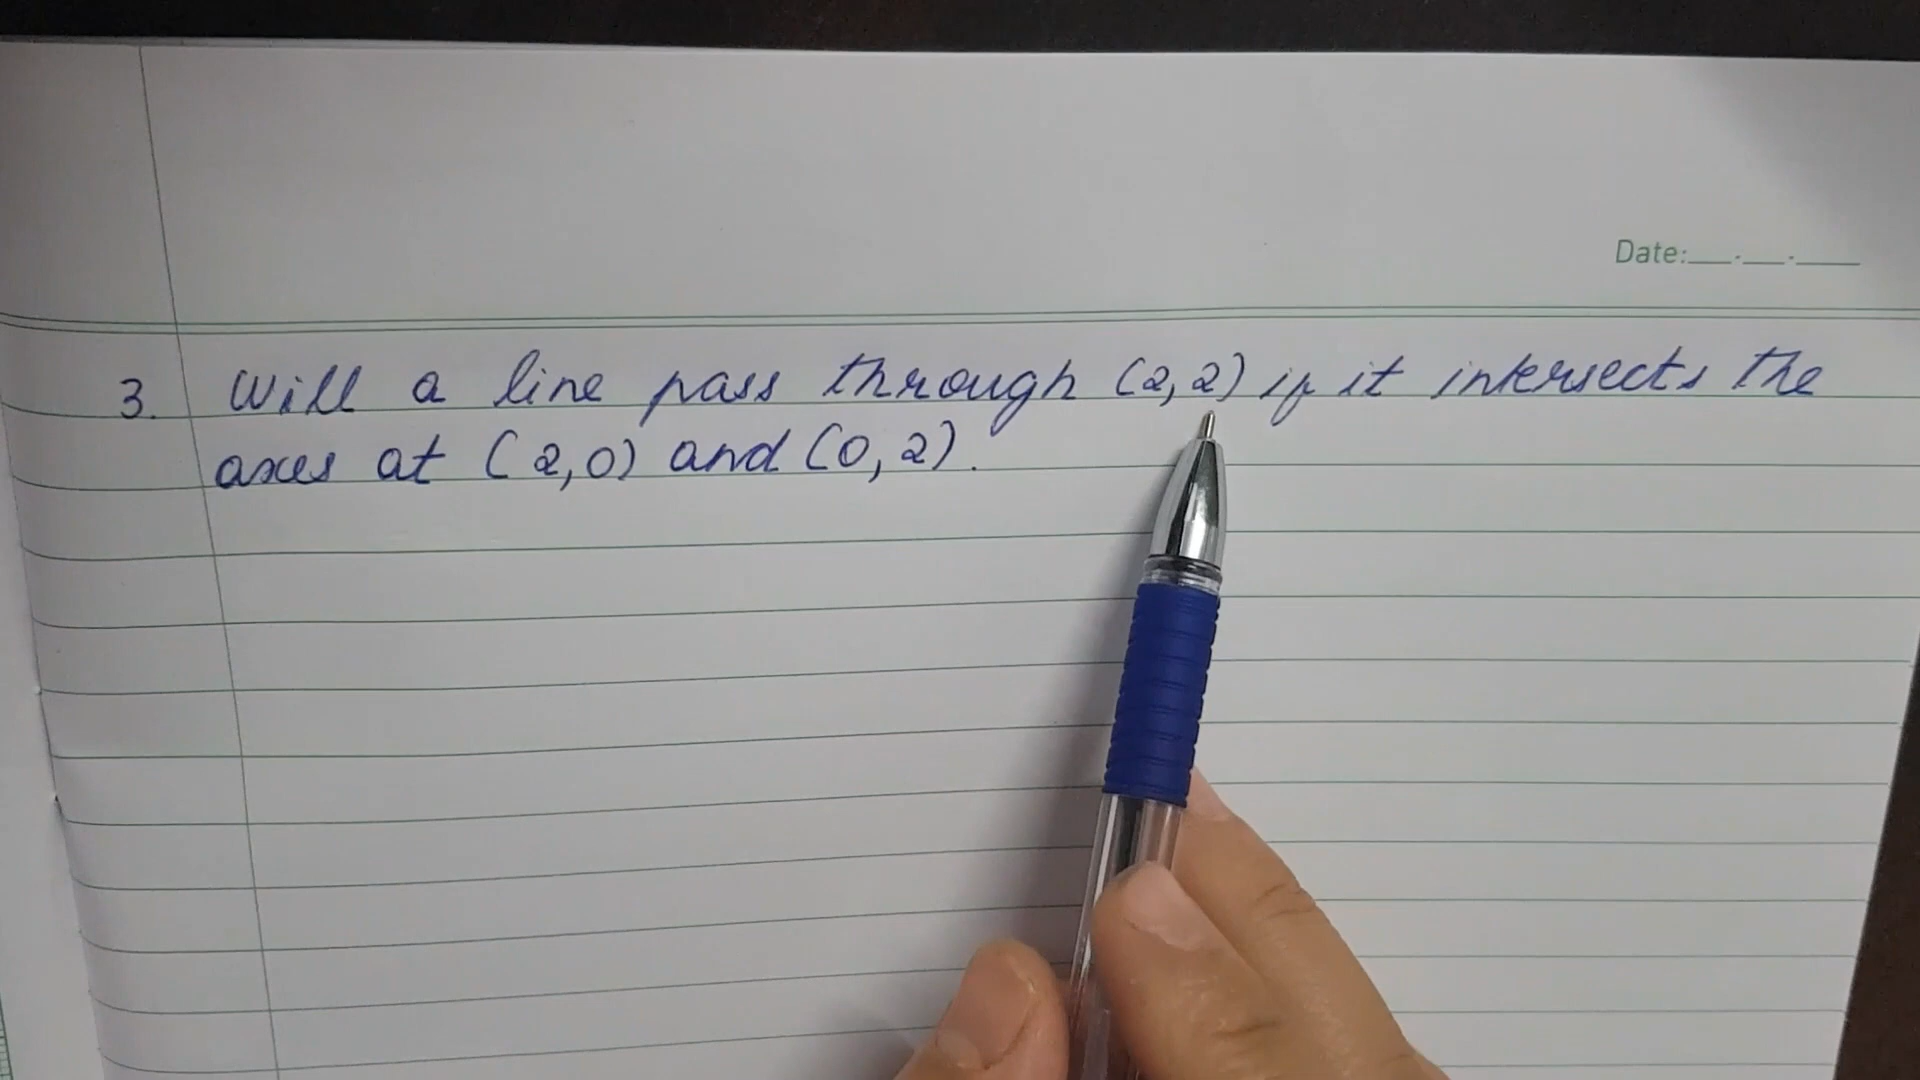 Date:__.__.___
3. Will a line pass through (2,2) if it intersects the
axes at (2,0) and (0,2).